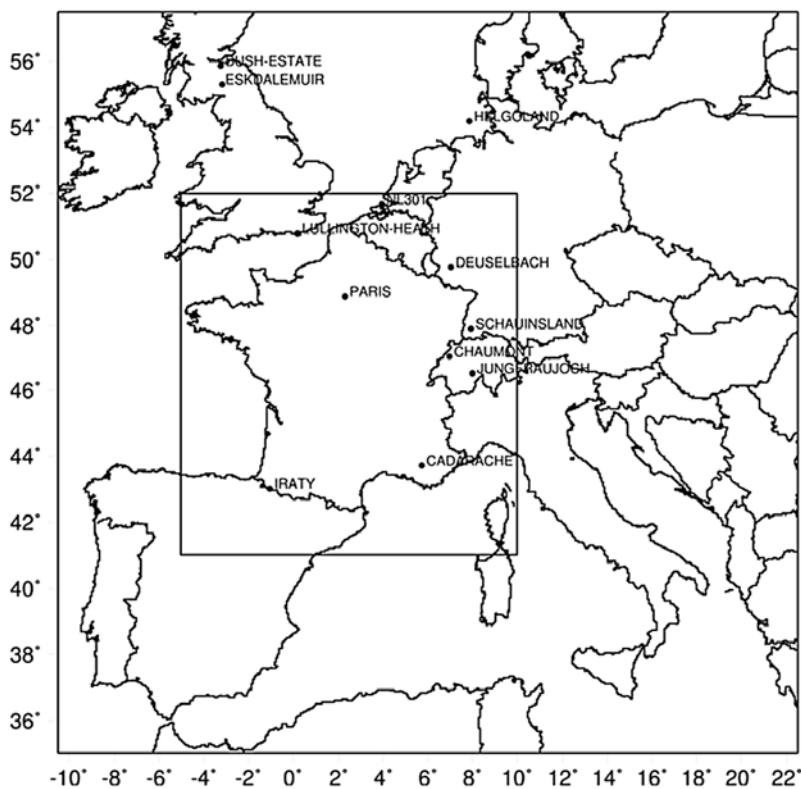 56°
BUSH-ESTATE
ESKDALEMUIR
54°
HELGOLAND
52°
NL301
LULLINGTON-HEATH
50°
DEUSELBACH
PARIS
48°
SCHAUINSLAND
CHAUMONT
JUNGFRAUJOCH
46°
44°
CADARACHE
IRATY
42°
40°
38°
36°
-10° -8° -6° -4° -2° 0° 2° 4° 6° 8° 10° 12° 14° 16° 18° 20° 22°